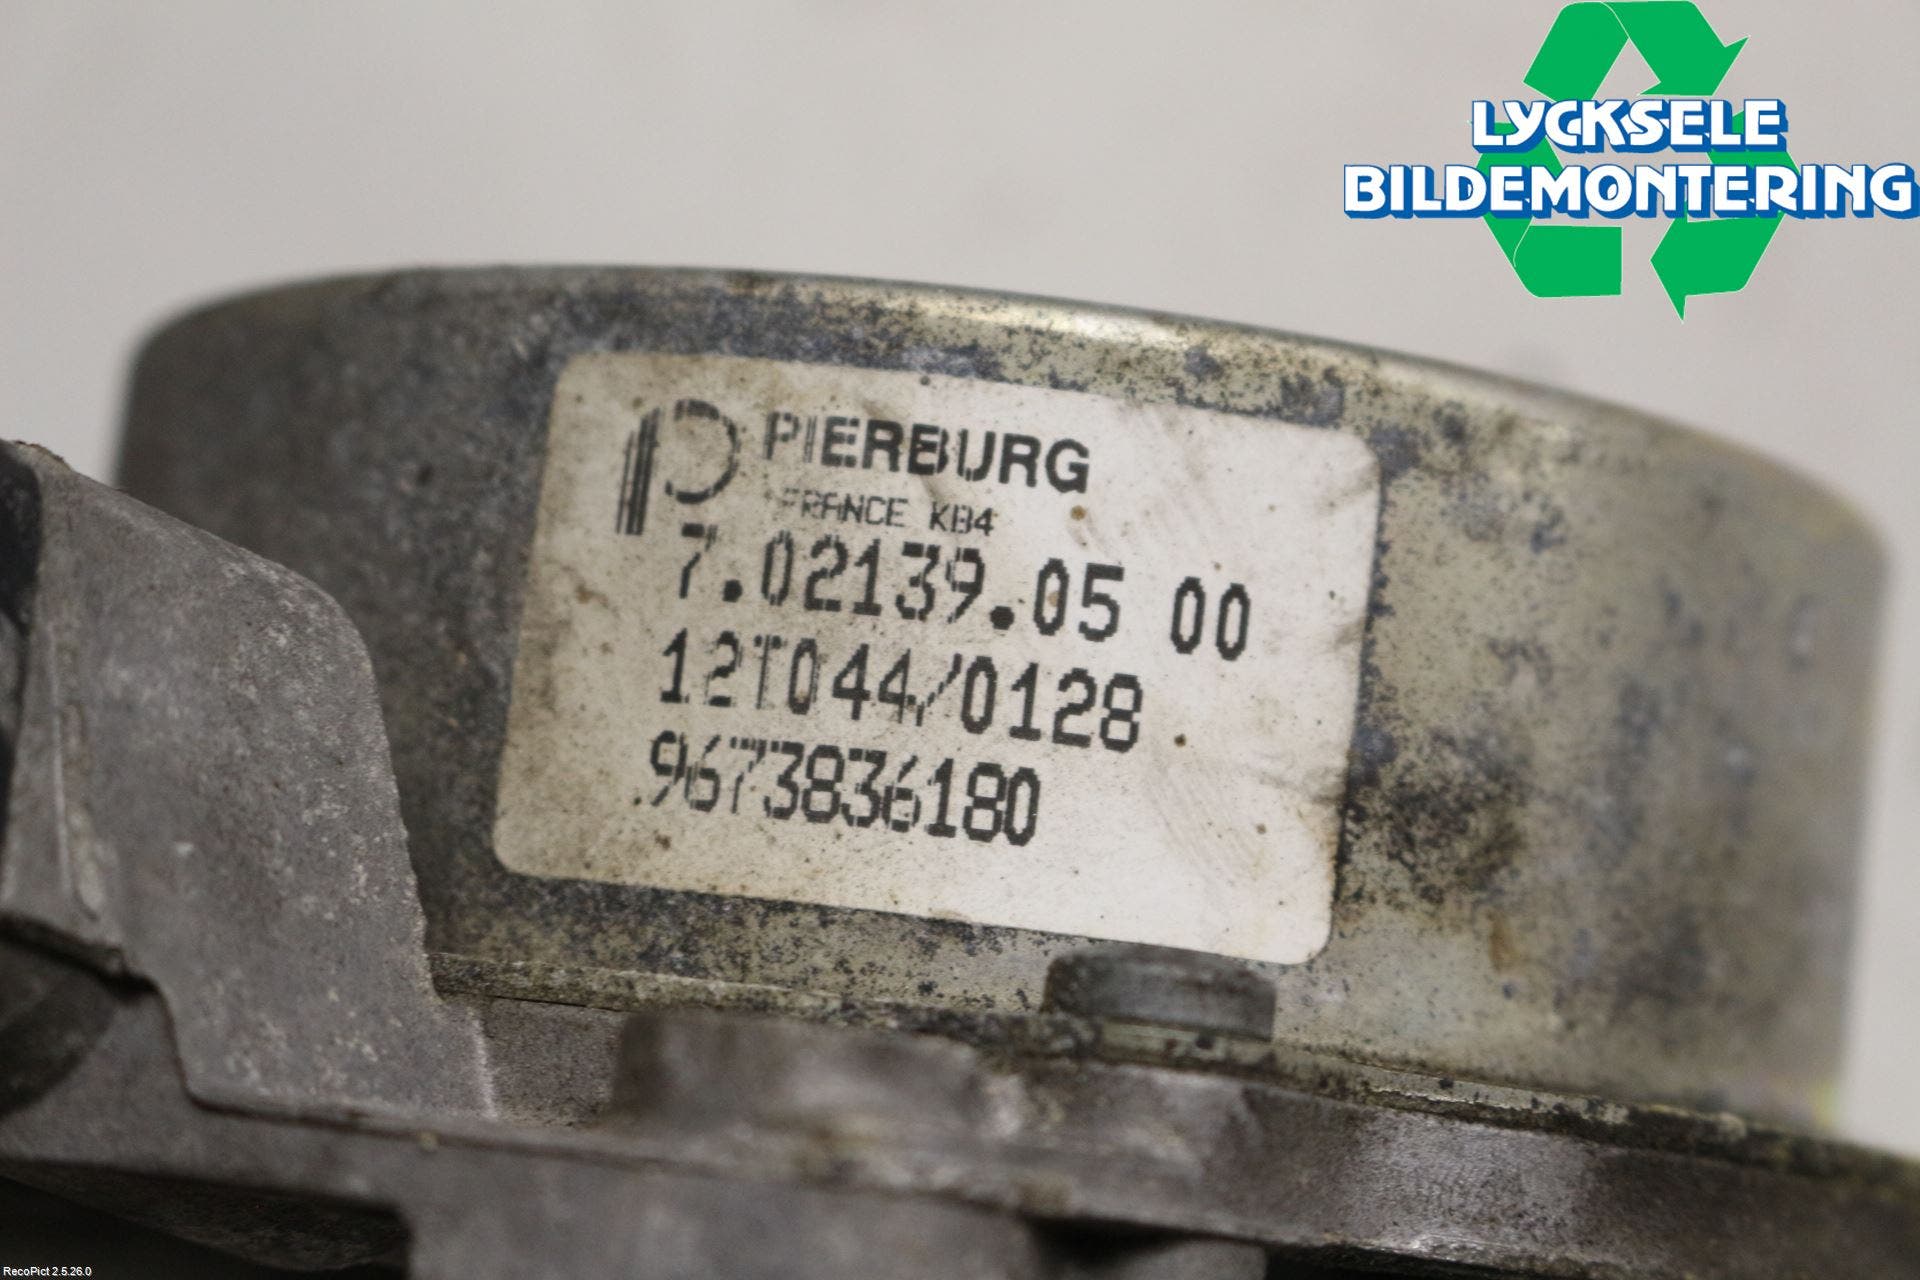 LYCKSELE
BILDEMONTERING
PIERBURG
FRANCE KB4
7.02139.05 00
12T044/0128
9673836180
RecoPict 2.5.26.0